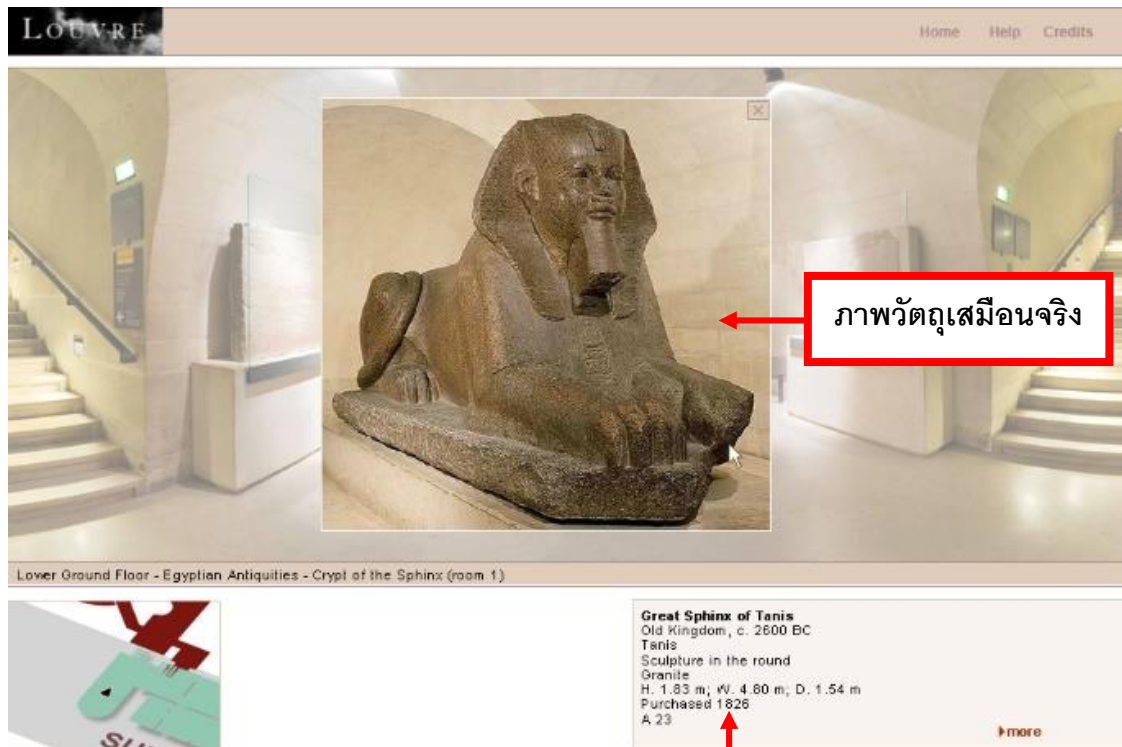 LOUVRE
Home Help Credits
ภาพวัตถุเสมือนจริง
Lower Ground Floor - Egyptian Antiquities - Crypt of the Sphinx (room 1)
Great Sphinx of Tanis
Old Kingdom, c. 2600 BC
Tanis
Sculpture in the round
Granite
H. 1.83 m; W. 4.80 m; D. 1.54 m
Purchased 1826
A 23
more